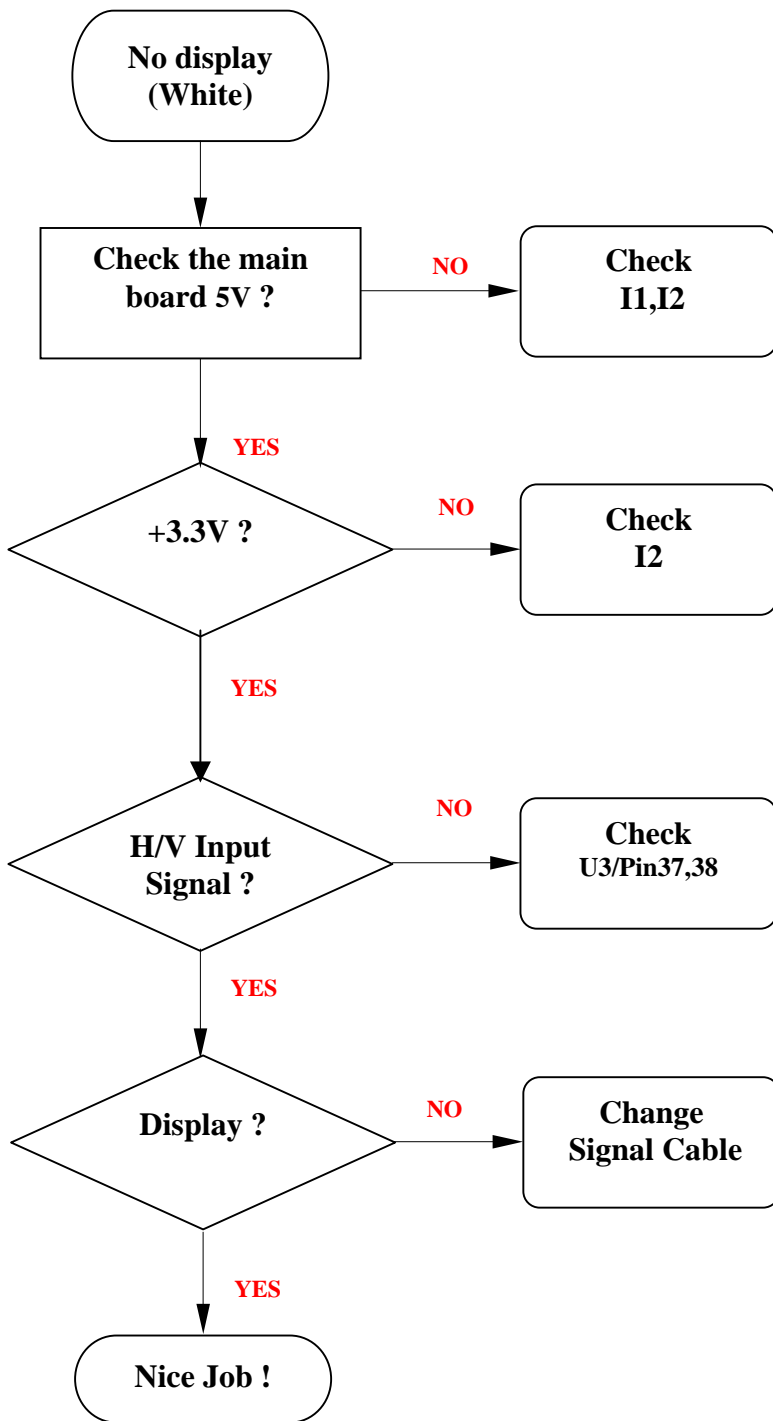 No display
(White)
Check the main
board 5V ?
NO
Check
I1,I2
YES
+3.3V ?
NO
Check
I2
YES
H/V Input
Signal ?
NO
Check
U3/Pin37,38
YES
Display ?
NO
Change
Signal Cable
YES
Nice Job !